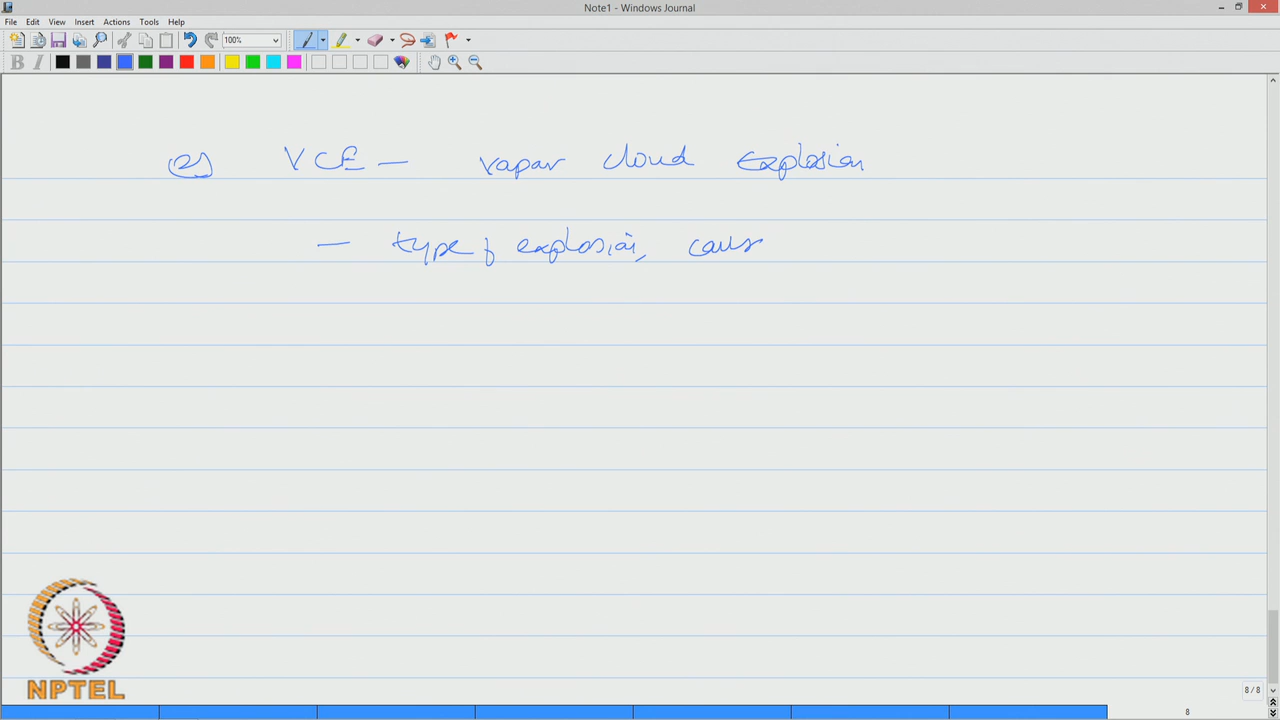 Note1 - Windows Journal
File Edit View Insert Actions Tools Help
100%
B I
e) VCE — vapor cloud Explosion
— type of explosion, caus
NPTEL
8/8
8